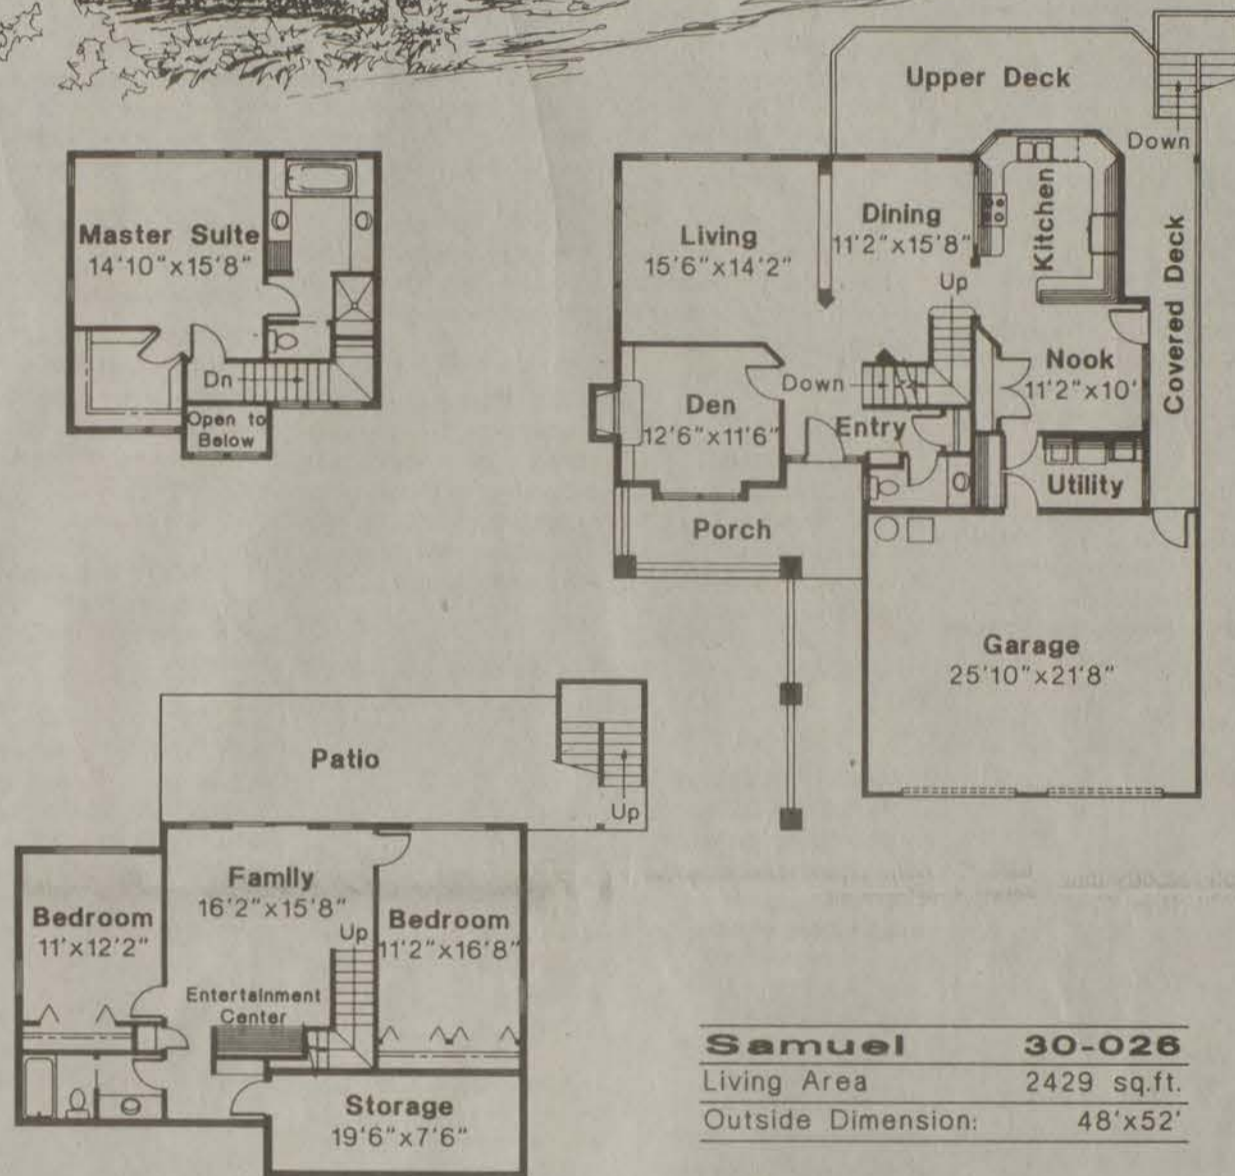 Upper Deck
Down
Master Suite
14'10"x15'8"
Dn
Open to
Below
Living
15'6"x14'2"
Dining
11'2"x15'8"
Kitchen
Covered Deck
Up
Nook
11'2"x10'
Down
Den
12'6"x11'6"
Entry
Utility
Porch
Garage
25'10"x21'8"
Patio
Up
Family
16'2"x15'8"
Bedroom
11'x12'2"
Bedroom
11'2"x16'8"
Up
Entertainment
Center
Storage
19'6"x7'6"
Samuel 30-026
Living Area 2429 sq.ft.
Outside Dimension: 48'x52'